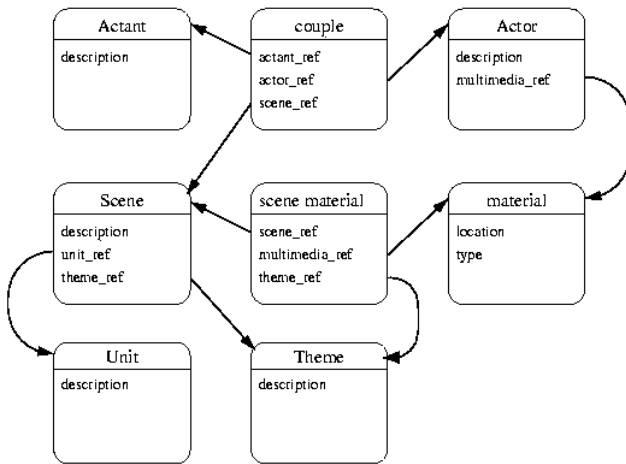 Actant
description
couple
actant_ref
actor_ref
scene_ref
Actor
description
multimedia_ref
Scene
description
unit_ref
theme_ref
scene material
scene_ref
multimedia_ref
theme_ref
material
location
type
Unit
description
Theme
description